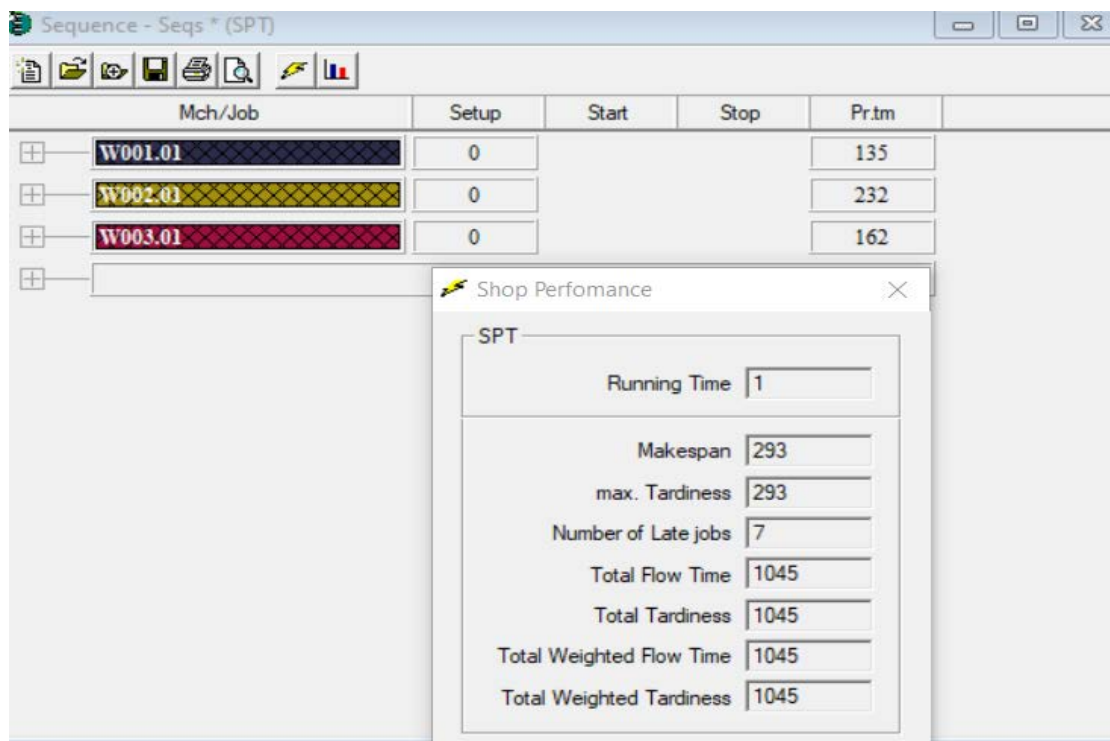 Sequence - Seqs * (SPT)
Mch/Job Setup Start Stop Pr.tm
W001.01 0 135
W002.01 0 232
W003.01 0 162
Shop Perfomance
SPT
Running Time 1
Makespan 293
max. Tardiness 293
Number of Late jobs 7
Total Flow Time 1045
Total Tardiness 1045
Total Weighted Flow Time 1045
Total Weighted Tardiness 1045